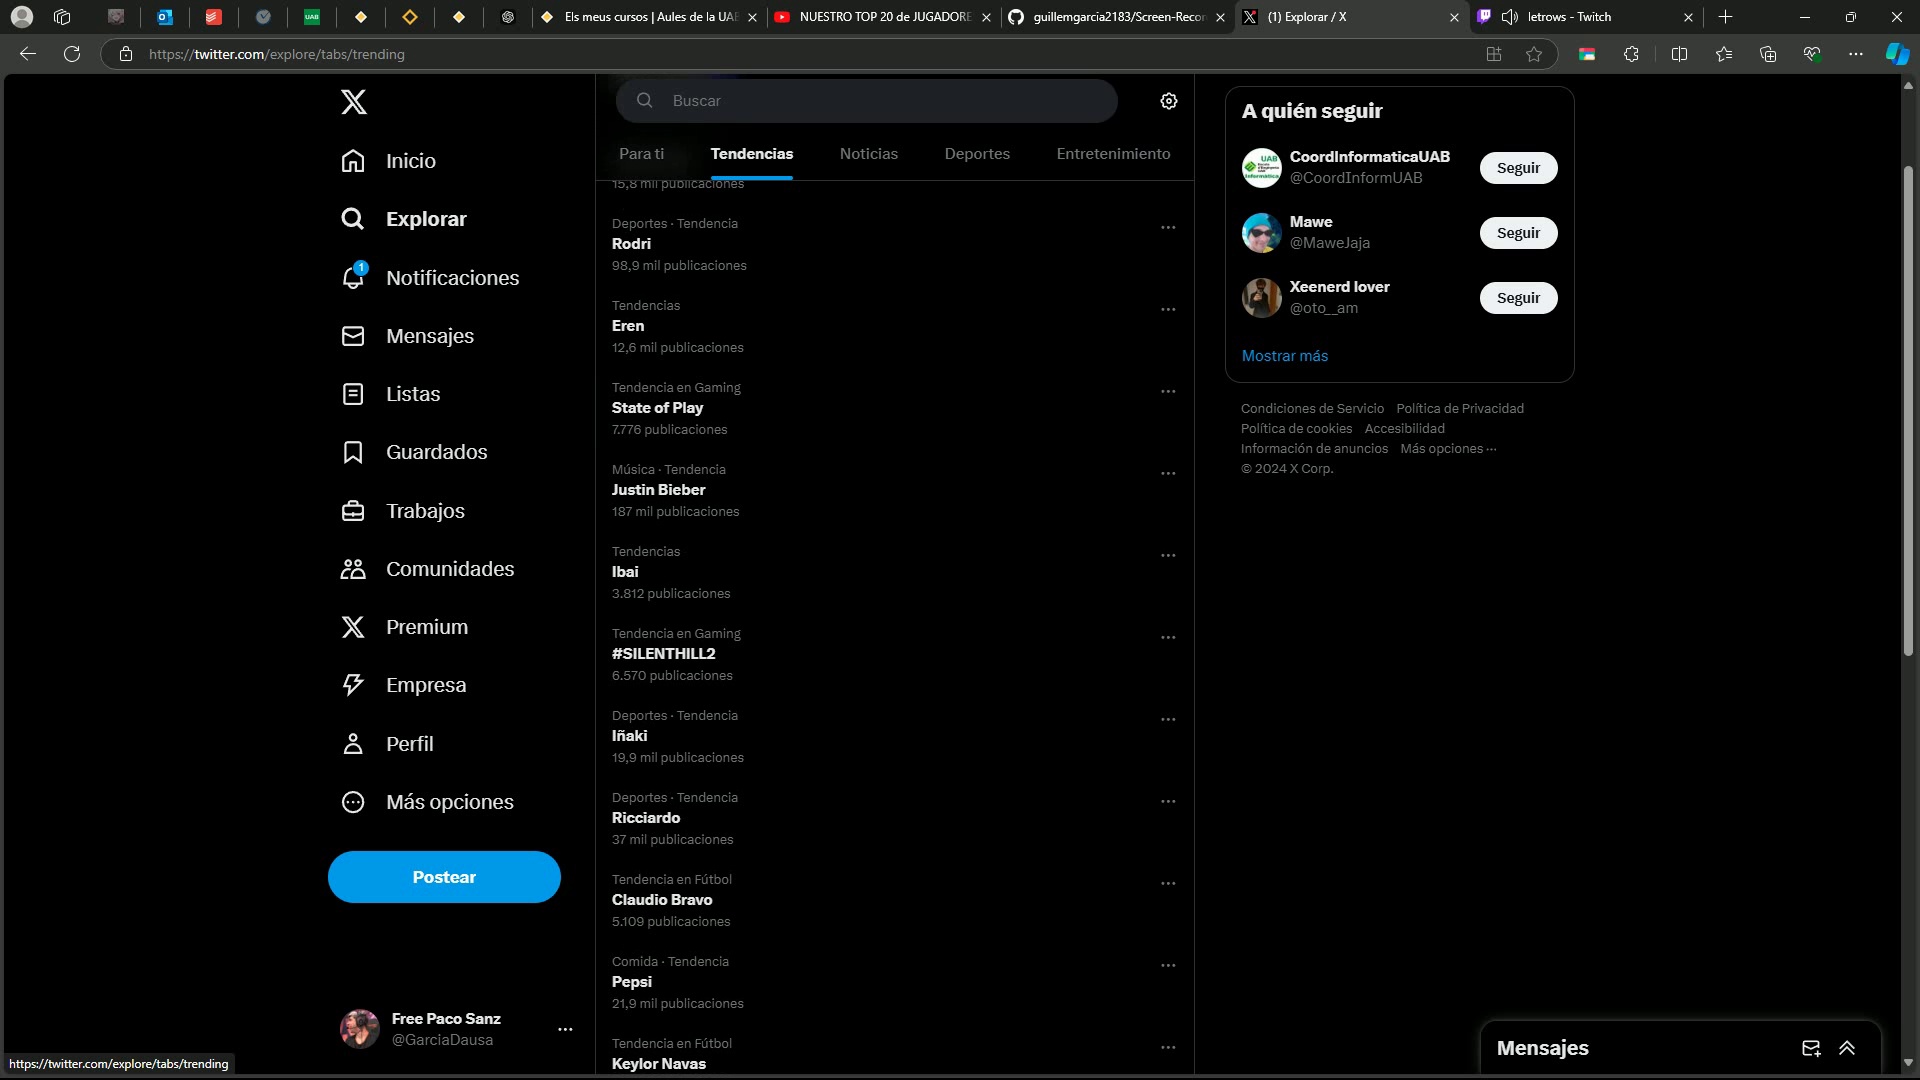 UAB
Els meus cursos | Aules de la UAB
NUESTRO TOP 20 de JUGADORE
guillemgarcia2183/Screen-Recor
(1) Explorar / X
letrows - Twitch
https://twitter.com/explore/tabs/trending
Inicio
Explorar
1
Notificaciones
Mensajes
Listas
Guardados
Trabajos
Comunidades
Premium
Empresa
Perfil
Más opciones
Postear
Free Paco Sanz
@GarciaDausa
https://twitter.com/explore/tabs/trending
Buscar
Para ti
Tendencias
Noticias
Deportes
Entretenimiento
15,8 mil publicaciones
Deportes · Tendencia
Rodri
98,9 mil publicaciones
Tendencias
Eren
12,6 mil publicaciones
Tendencia en Gaming
State of Play
7.776 publicaciones
Música · Tendencia
Justin Bieber
187 mil publicaciones
Tendencias
Ibai
3.812 publicaciones
Tendencia en Gaming
#SILENTHILL2
6.570 publicaciones
Deportes · Tendencia
Iñaki
19,9 mil publicaciones
Deportes · Tendencia
Ricciardo
37 mil publicaciones
Tendencia en Fútbol
Claudio Bravo
5.109 publicaciones
Comida · Tendencia
Pepsi
21,9 mil publicaciones
Tendencia en Fútbol
Keylor Navas
A quién seguir
UAB
Informàtica
CoordInformaticaUAB
@CoordInformUAB
Seguir
Mawe
@MaweJaja
Seguir
Xeenerd lover
@oto__am
Seguir
Mostrar más
Condiciones de Servicio Política de Privacidad
Política de cookies Accesibilidad
Información de anuncios Más opciones ···
© 2024 X Corp.
Mensajes